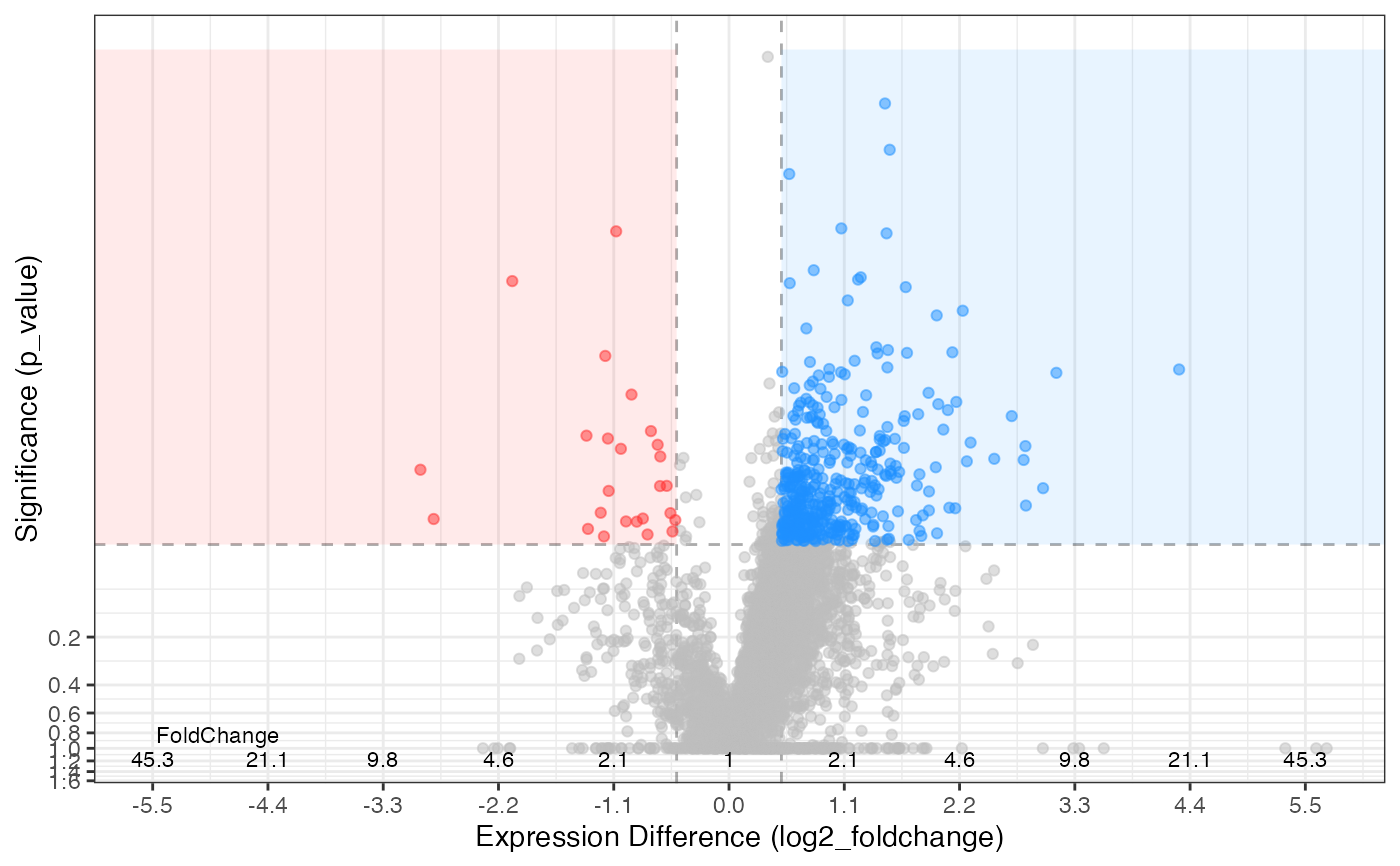 Significance (p_value)
0.2
0.4
0.6
0.8
1.0
1.2
1.4
1.6
FoldChange
45.3 21.1 9.8 4.6 2.1 1 2.1 4.6 9.8 21.1 45.3
-5.5 -4.4 -3.3 -2.2 -1.1 0.0 1.1 2.2 3.3 4.4 5.5
Expression Difference (log2_foldchange)